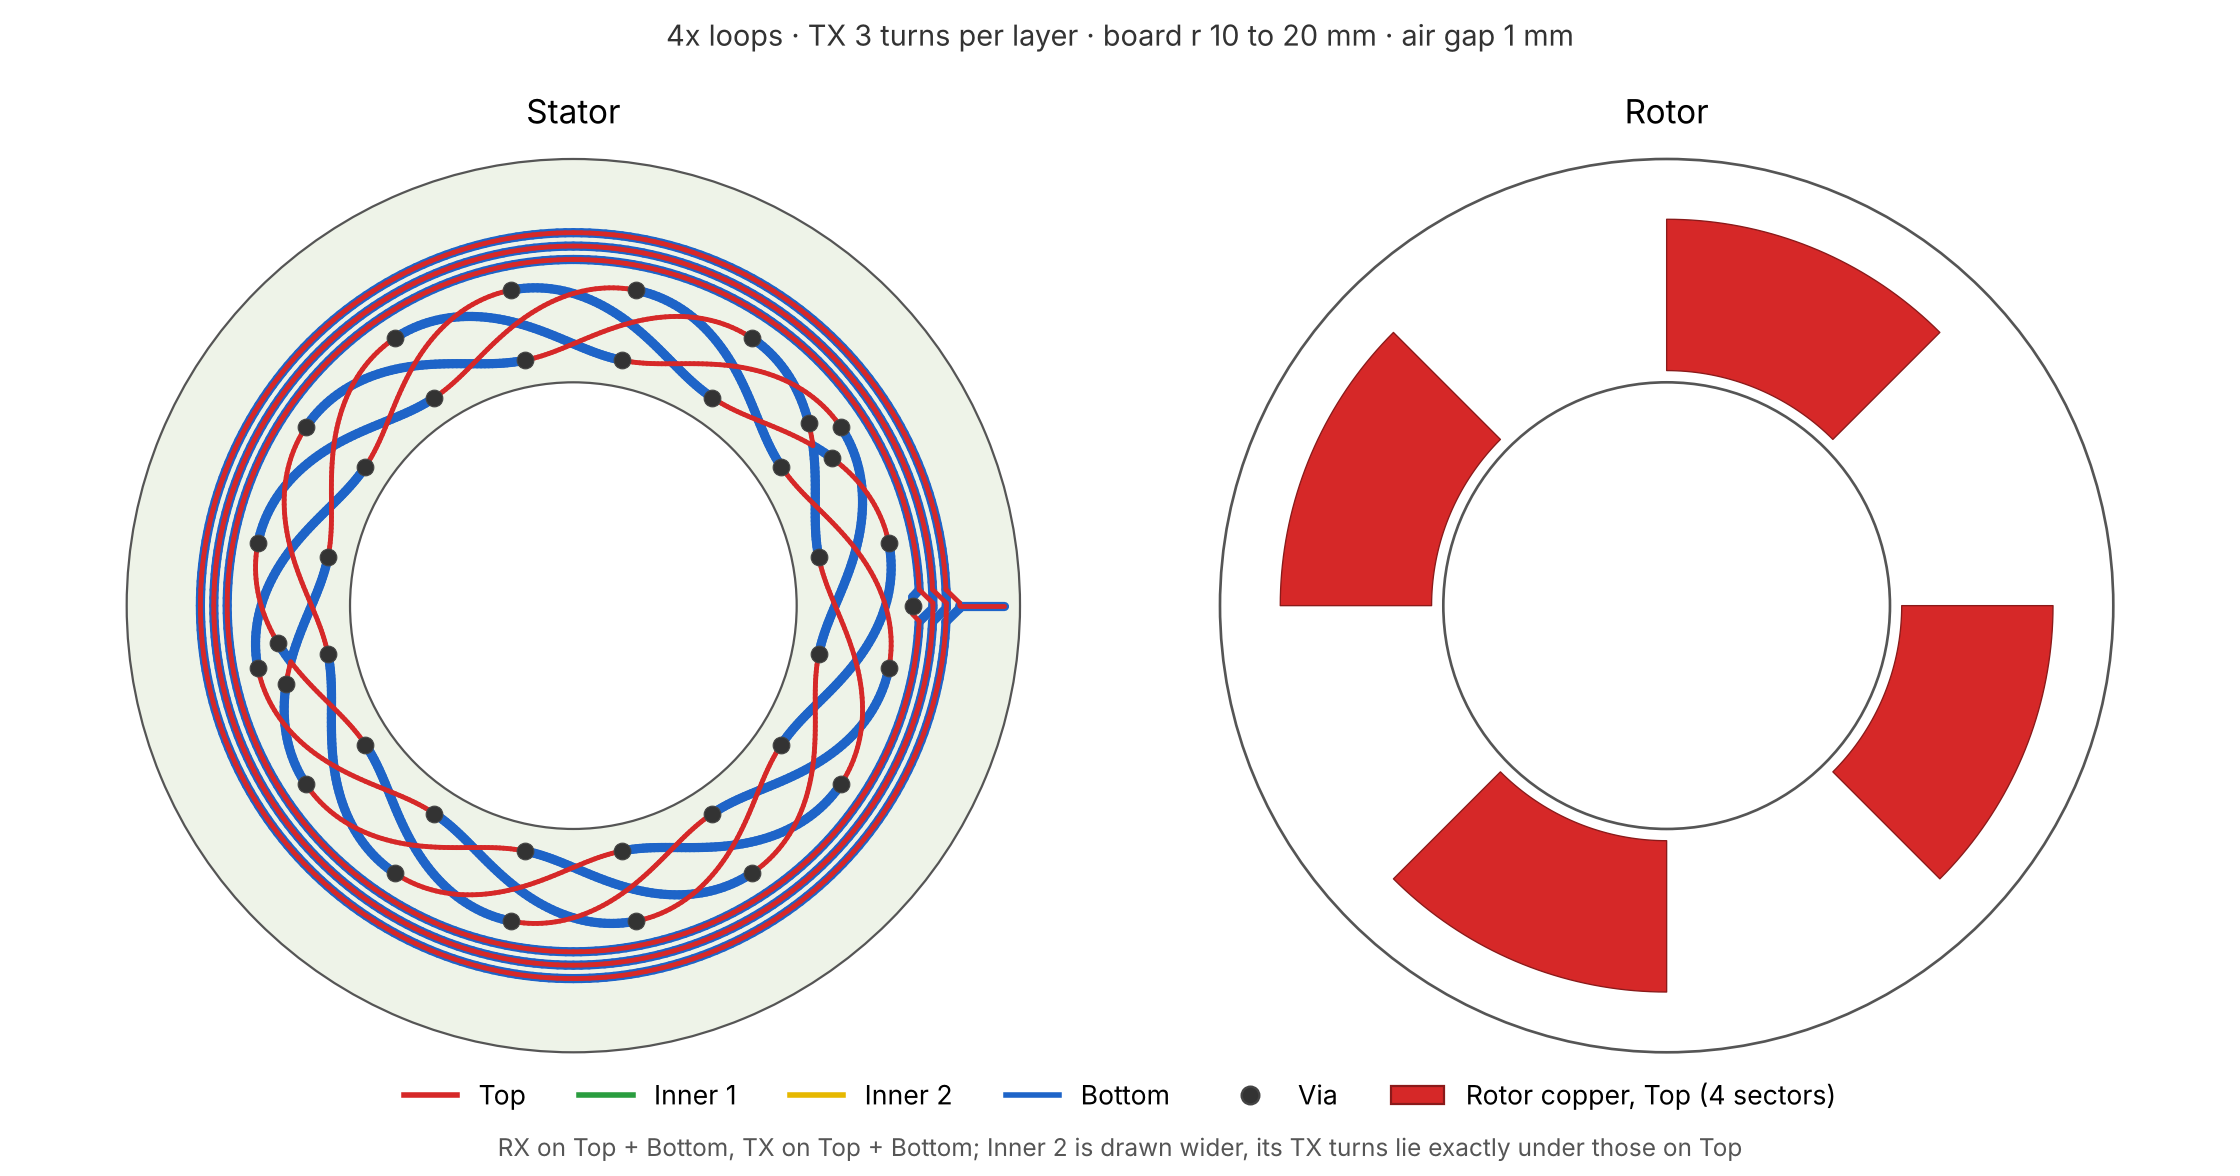 4x loops · TX 3 turns per layer · board r 10 to 20 mm · air gap 1 mm
Stator
Rotor
Top
Inner 1
Inner 2
Bottom
Via
Rotor copper, Top (4 sectors)
RX on Top + Bottom, TX on Top + Bottom; Inner 2 is drawn wider, its TX turns lie exactly under those on Top